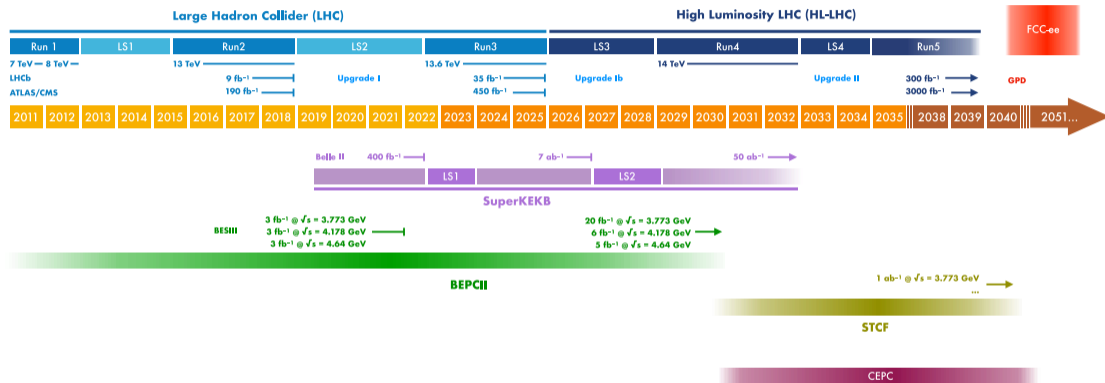 Large Hadron Collider (LHC)
High Luminosity LHC (HL-LHC)
FCC-ee
Run 1 LS1 Run2 LS2 Run3 LS3 Run4 LS4 Run5
7 TeV 8 TeV 13 TeV 13.6 TeV 14 TeV
LHCb 9 fb⁻¹ Upgrade I 35 fb⁻¹ Upgrade Ib Upgrade II 300 fb⁻¹ GPD
ATLAS/CMS 190 fb⁻¹ 450 fb⁻¹ 3000 fb⁻¹
2011 2012 2013 2014 2015 2016 2017 2018 2019 2020 2021 2022 2023 2024 2025 2026 2027 2028 2029 2030 2031 2032 2033 2034 2035 2038 2039 2040 2051...
Belle II 400 fb⁻¹ 7 ab⁻¹ 50 ab⁻¹
LS1 LS2
SuperKEKB
3 fb⁻¹ @ √s = 3.773 GeV 20 fb⁻¹ @ √s = 3.773 GeV
BESIII 3 fb⁻¹ @ √s = 4.178 GeV 6 fb⁻¹ @ √s = 4.178 GeV
3 fb⁻¹ @ √s = 4.64 GeV 5 fb⁻¹ @ √s = 4.64 GeV
BEPCII
1 ab⁻¹ @ √s = 3.773 GeV
...
STCF
CEPC